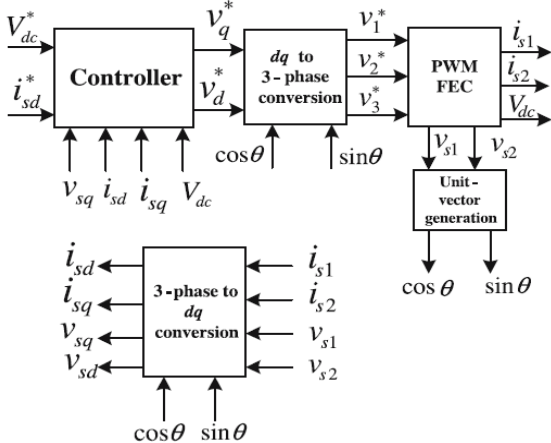 V*dc
i*sd
Controller
v*q
v*d
vsq isd isq Vdc
dq to
3-phase
conversion
cosθ sinθ
v1*
v2*
v3*
PWM
FEC
is1
is2
Vdc
vs1 vs2
Unit-
vector
generation
cosθ sinθ
isd
isq
vsq
vsd
3-phase to
dq
conversion
is1
is2
vs1
vs2
cosθ sinθ